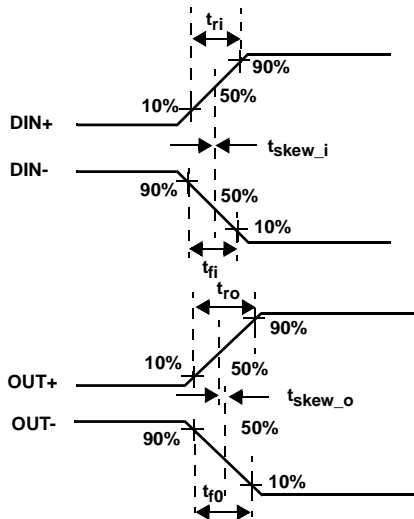 tri
90%
10%
50%
DIN+
tskew_i
DIN-
90%
50%
10%
tfi
tro
90%
10%
50%
OUT+
tskew_o
OUT-
50%
90%
10%
tf0